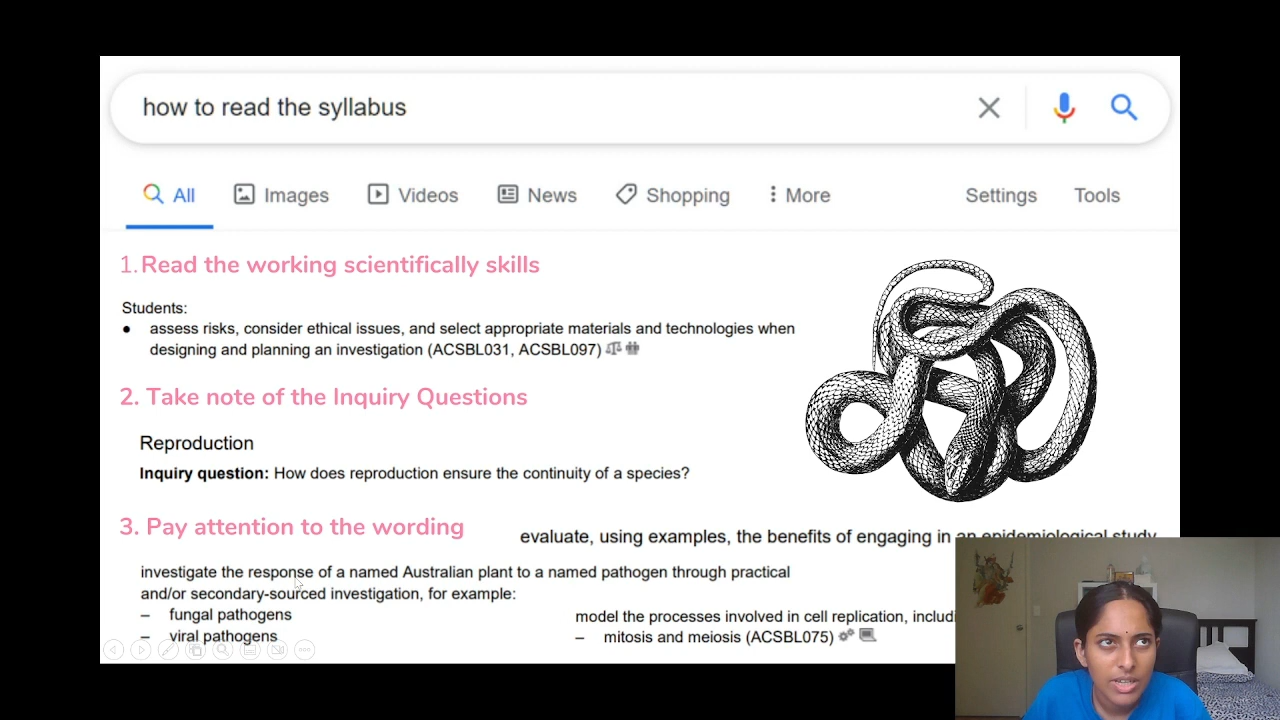 how to read the syllabus
All Images Videos News Shopping More Settings Tools
1. Read the working scientifically skills
Students:
● assess risks, consider ethical issues, and select appropriate materials and technologies when
designing and planning an investigation (ACSBL031, ACSBL097)
2. Take note of the Inquiry Questions
Reproduction
Inquiry question: How does reproduction ensure the continuity of a species?
3. Pay attention to the wording
evaluate, using examples, the benefits of engaging in an epidemiological study
investigate the response of a named Australian plant to a named pathogen through practical
and/or secondary-sourced investigation, for example:
– fungal pathogens
– viral pathogens
model the processes involved in cell replication,
– mitosis and meiosis (ACSBL075)